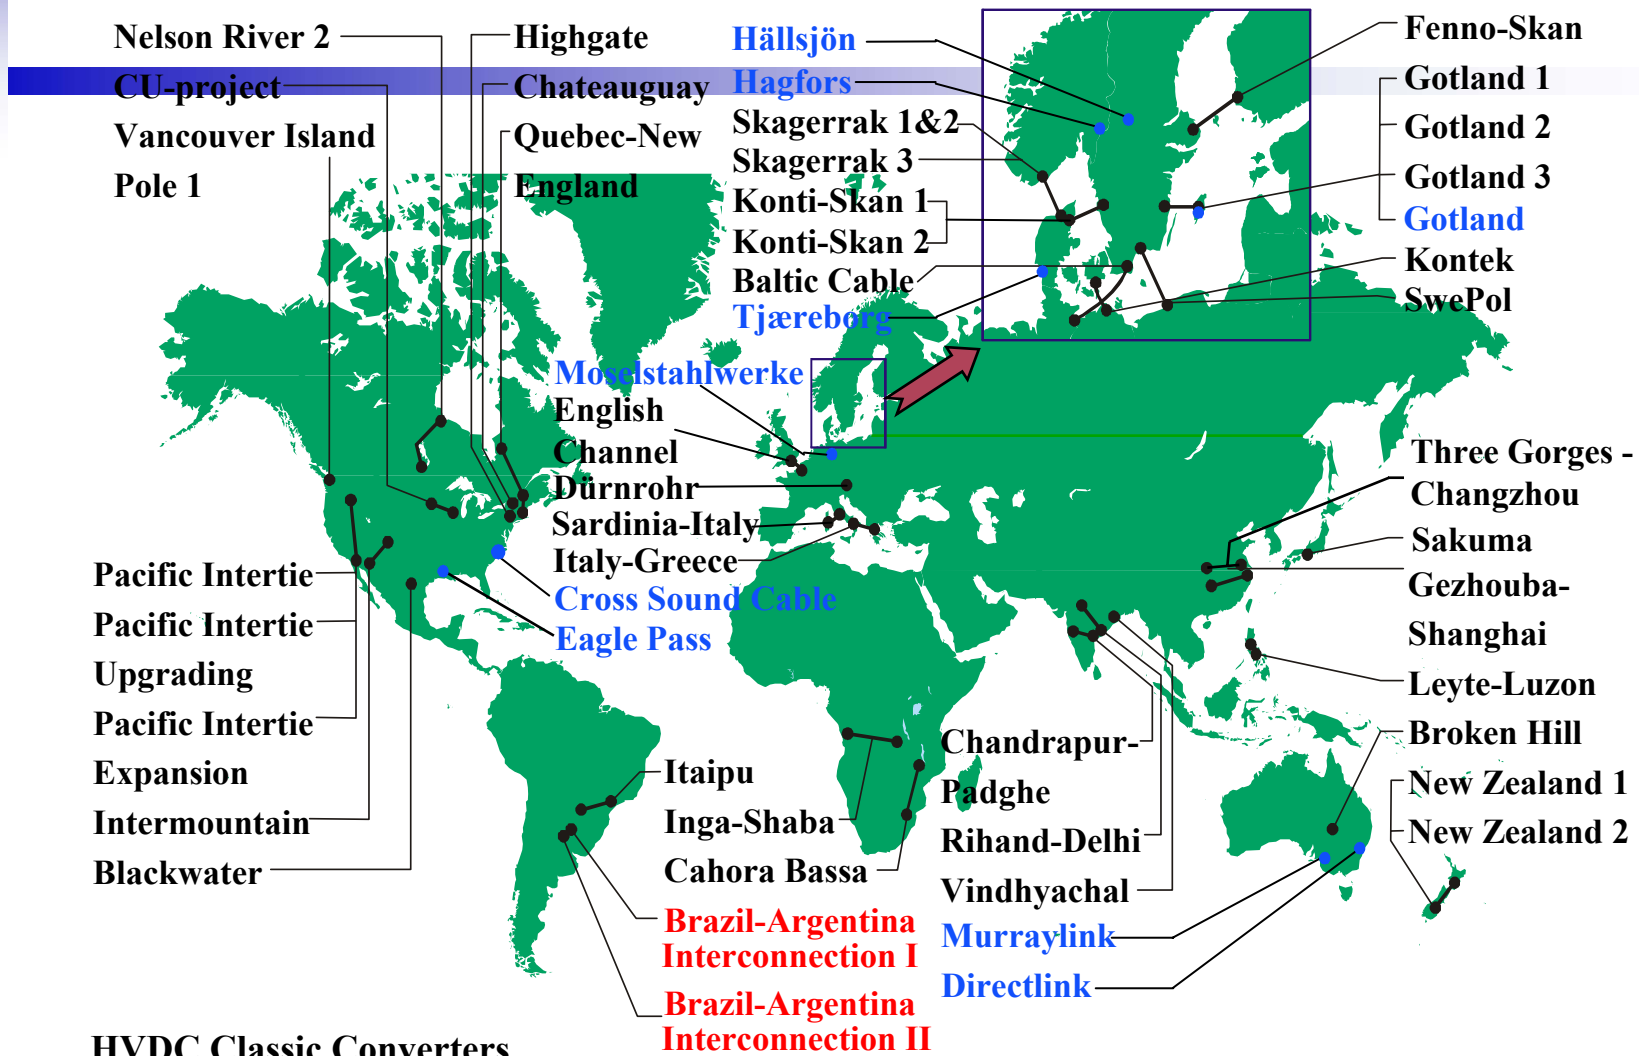 Nelson River 2
CU-project
Vancouver Island
Pole 1
Highgate
Chateauguay
Quebec-New
England
Hällsjön
Hagfors
Skagerrak 1&2
Skagerrak 3
Konti-Skan 1
Konti-Skan 2
Baltic Cable
Tjæreborg
Fenno-Skan
Gotland 1
Gotland 2
Gotland 3
Gotland
Kontek
SwePol
Moselstahlwerke
English
Channel
Dürnrohr
Sardinia-Italy
Italy-Greece
Cross Sound Cable
Eagle Pass
Pacific Intertie
Pacific Intertie
Upgrading
Pacific Intertie
Expansion
Intermountain
Blackwater
Itaipu
Inga-Shaba
Cahora Bassa
Brazil-Argentina
Interconnection I
Brazil-Argentina
Interconnection II
Chandrapur-
Padghe
Rihand-Delhi
Vindhyachal
Murraylink
Directlink
Three Gorges -
Changzhou
Sakuma
Gezhouba-
Shanghai
Leyte-Luzon
Broken Hill
New Zealand 1
New Zealand 2
HVDC Classic Converters